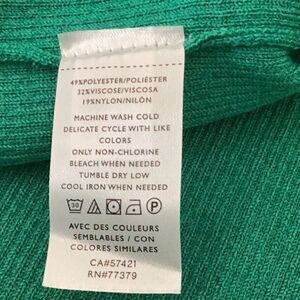 49%POLYESTER/POLIÉSTER
32%VISCOSE/VISCOSA
19%NYLON/NILÓN
MACHINE WASH COLD
DELICATE CYCLE WITH LIKE
COLORS
ONLY NON-CHLORINE
BLEACH WHEN NEEDED
TUMBLE DRY LOW
COOL IRON WHEN NEEDED
30 P
AVEC DES COULEURS
SEMBLABLES / CON
COLORES SIMILARES
CA#57421
RN#77379